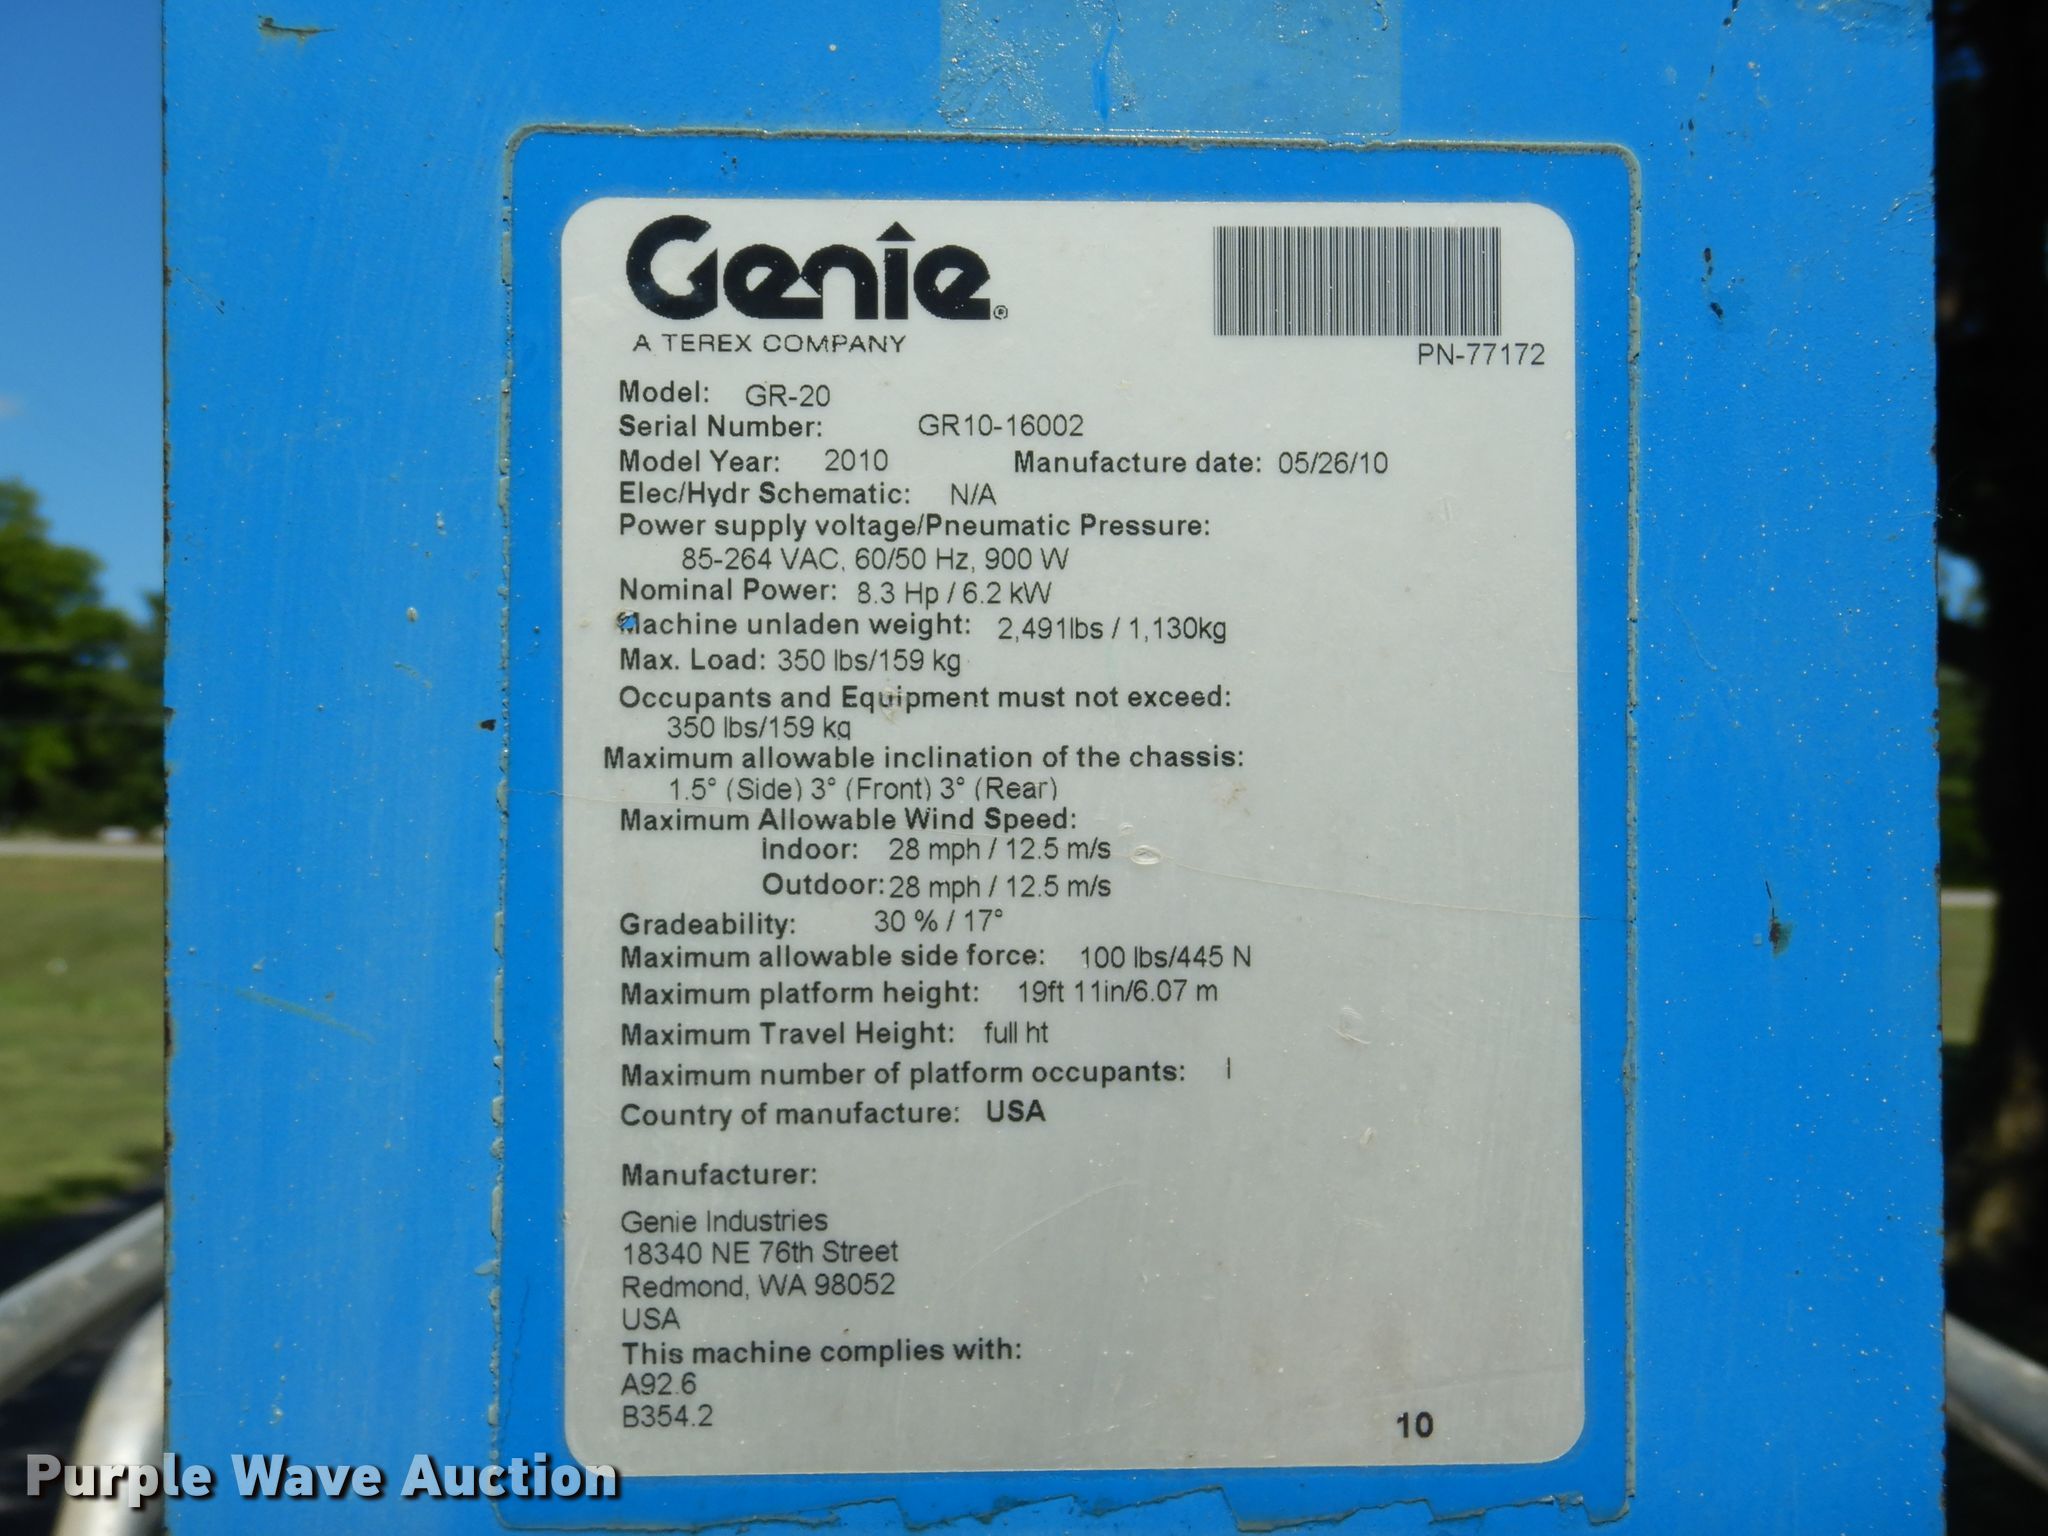 Genie®
A TEREX COMPANY
PN-77172
Model: GR-20
Serial Number: GR10-16002
Model Year: 2010 Manufacture date: 05/26/10
Elec/Hydr Schematic: N/A
Power supply voltage/Pneumatic Pressure:
85-264 VAC, 60/50 Hz, 900 W
Nominal Power: 8.3 Hp / 6.2 kW
Machine unladen weight: 2,491lbs / 1,130kg
Max. Load: 350 lbs/159 kg
Occupants and Equipment must not exceed:
350 lbs/159 kg
Maximum allowable inclination of the chassis:
1.5° (Side) 3° (Front) 3° (Rear)
Maximum Allowable Wind Speed:
Indoor: 28 mph / 12.5 m/s
Outdoor: 28 mph / 12.5 m/s
Gradeability: 30 % / 17°
Maximum allowable side force: 100 lbs/445 N
Maximum platform height: 19ft 11in/6.07 m
Maximum Travel Height: full ht
Maximum number of platform occupants: 1
Country of manufacture: USA
Manufacturer:
Genie Industries
18340 NE 76th Street
Redmond, WA 98052
USA
This machine complies with:
A92.6
B354.2
10
Purple Wave Auction